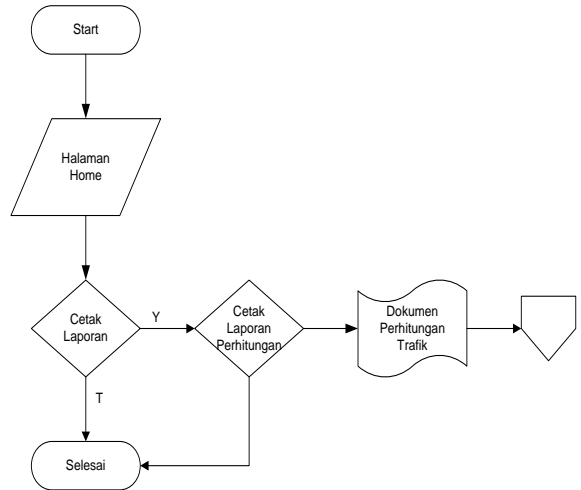 Start
Halaman
Home
Cetak
Laporan
Y
Cetak
Laporan
Perhitungan
Dokumen
Perhitungan
Trafik
T
Selesai